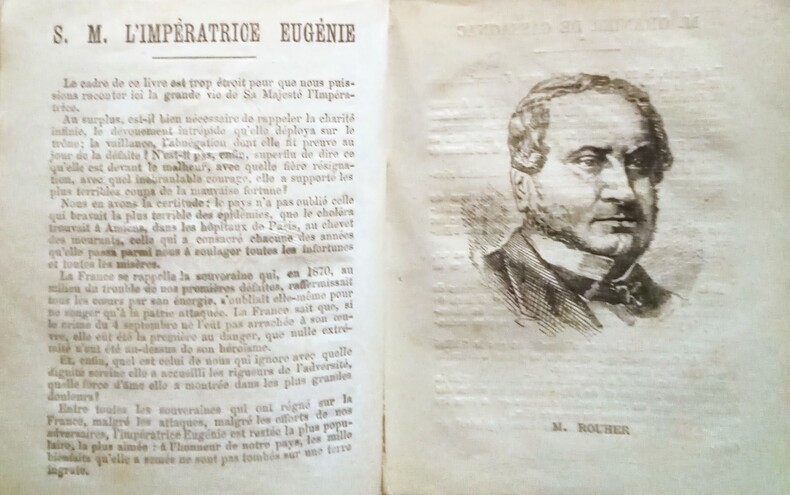 S. M. L'IMPÉRATRICE EUGÉNIE
Le cadre de ce livre est trop étroit pour que nous puis-
sions raconter ici la grande vie de Sa Majesté l'Impéra-
trice.
Au surplus, est-il bien nécessaire de rappeler la charité
infinie, le dévouement intrépide qu'elle déploya sur le
trône; la vaillance, l'abnégation dont elle fit preuve au
jour de la défaite? N'est-il pas, enfin, superflu de dire ce
qu'elle est devant le malheur, avec quelle fière résigna-
tion, avec quel inébranlable courage, elle a supporté les
plus terribles coups de la mauvaise fortune?
Nous en avons la certitude: le pays n'a pas oublié celle
qui bravait la plus terrible des épidémies, que le choléra
trouvait à Amiens, dans les hôpitaux de Paris, au chevet
des mourants, celle qui a consacré chacune des années
qu'elle passa parmi nous à soulager toutes les infortunes
et toutes les misères.
La France se rappelle la souveraine qui, en 1870, au
milieu du trouble de nos premières défaites, raffermissait
tous les cœurs par son énergie, s'oubliait elle-même pour
ne songer qu'à la patrie attaquée. La France sait que, si
le crime du 4 septembre ne l'eût pas arrachée à son œu-
vre, elle eût été la première au danger, que nulle extré-
mité n'eût été au-dessus de son héroïsme.
Et, enfin, quel est celui de nous qui ignore avec quelle
dignité sereine elle a accueilli les rigueurs de l'adversité,
quelle force d'âme elle a montrée dans les plus grandes
douleurs?
Entre toutes les souveraines qui ont régné sur la
France, malgré les attaques, malgré les efforts de nos
adversaires, l'impératrice Eugénie est restée la plus popu-
laire, la plus aimée: à l'honneur de notre pays, les mille
bienfaits qu'elle a semés ne sont pas tombés sur une terre
ingrate.
M. ROUHER